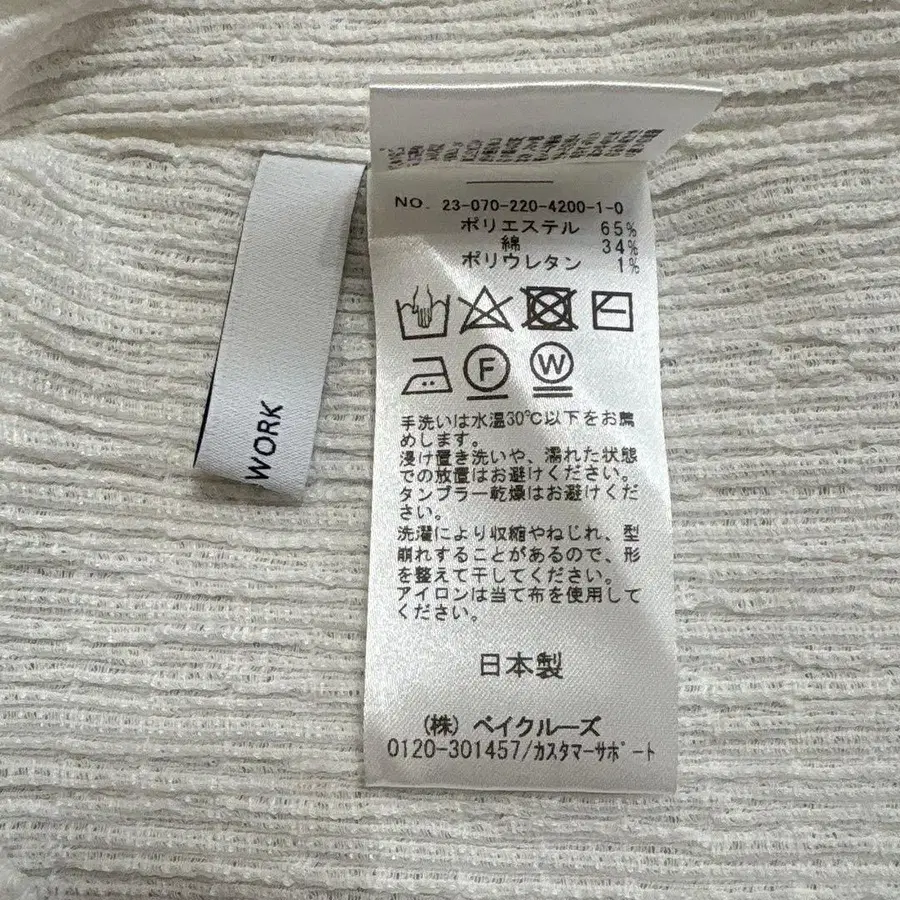 WORK
NO. 23-070-220-4200-1-0
ポリエステル 65%
綿 34%
ポリウレタン 1%
F W
手洗いは水温30℃以下をお薦
めします。
浸け置き洗いや、濡れた状態
での放置はお避けください。
タンブラー乾燥はお避けくだ
さい。
洗濯により収縮やねじれ、型
崩れすることがあるので、形
を整えて干してください。
アイロンは当て布を使用して
ください。
日本製
(株) ベイクルーズ
0120-301457/カスタマーサポート